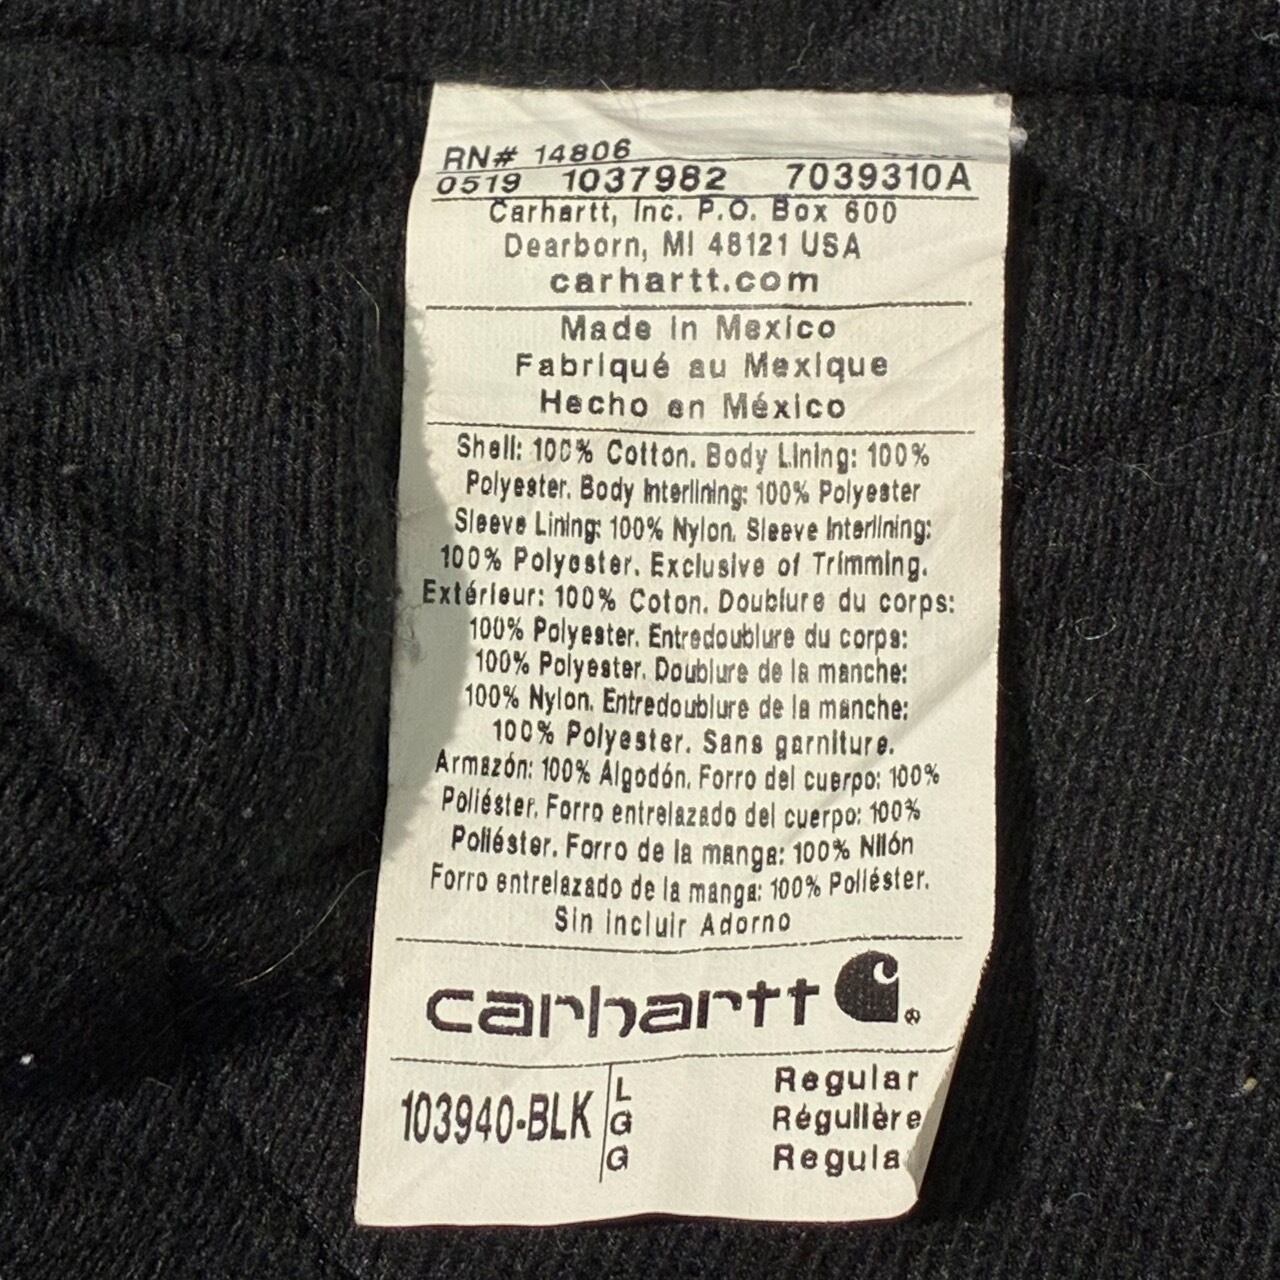 RN# 14806
0519 1037982 7039310A
Carhartt, Inc. P.O. Box 600
Dearborn, MI 48121 USA
carhartt.com
Made in Mexico
Fabriqué au Mexique
Hecho en México
Shell: 100% Cotton. Body Lining: 100%
Polyester. Body Interlining: 100% Polyester
Sleeve Lining: 100% Nylon. Sleeve Interlining:
100% Polyester. Exclusive of Trimming.
Extérieur: 100% Coton. Doublure du corps:
100% Polyester. Entredoublure du corps:
100% Polyester. Doublure de la manche:
100% Nylon. Entredoublure de la manche:
100% Polyester. Sans garniture.
Armazón: 100% Algodón. Forro del cuerpo: 100%
Poliéster. Forro entrelazado del cuerpo: 100%
Poliéster. Forro de la manga: 100% Nilón
Forro entrelazado de la manga: 100% Poliéster.
Sin incluir Adorno
carhartt
103940-BLK
L Regular
G Régulière
G Regula